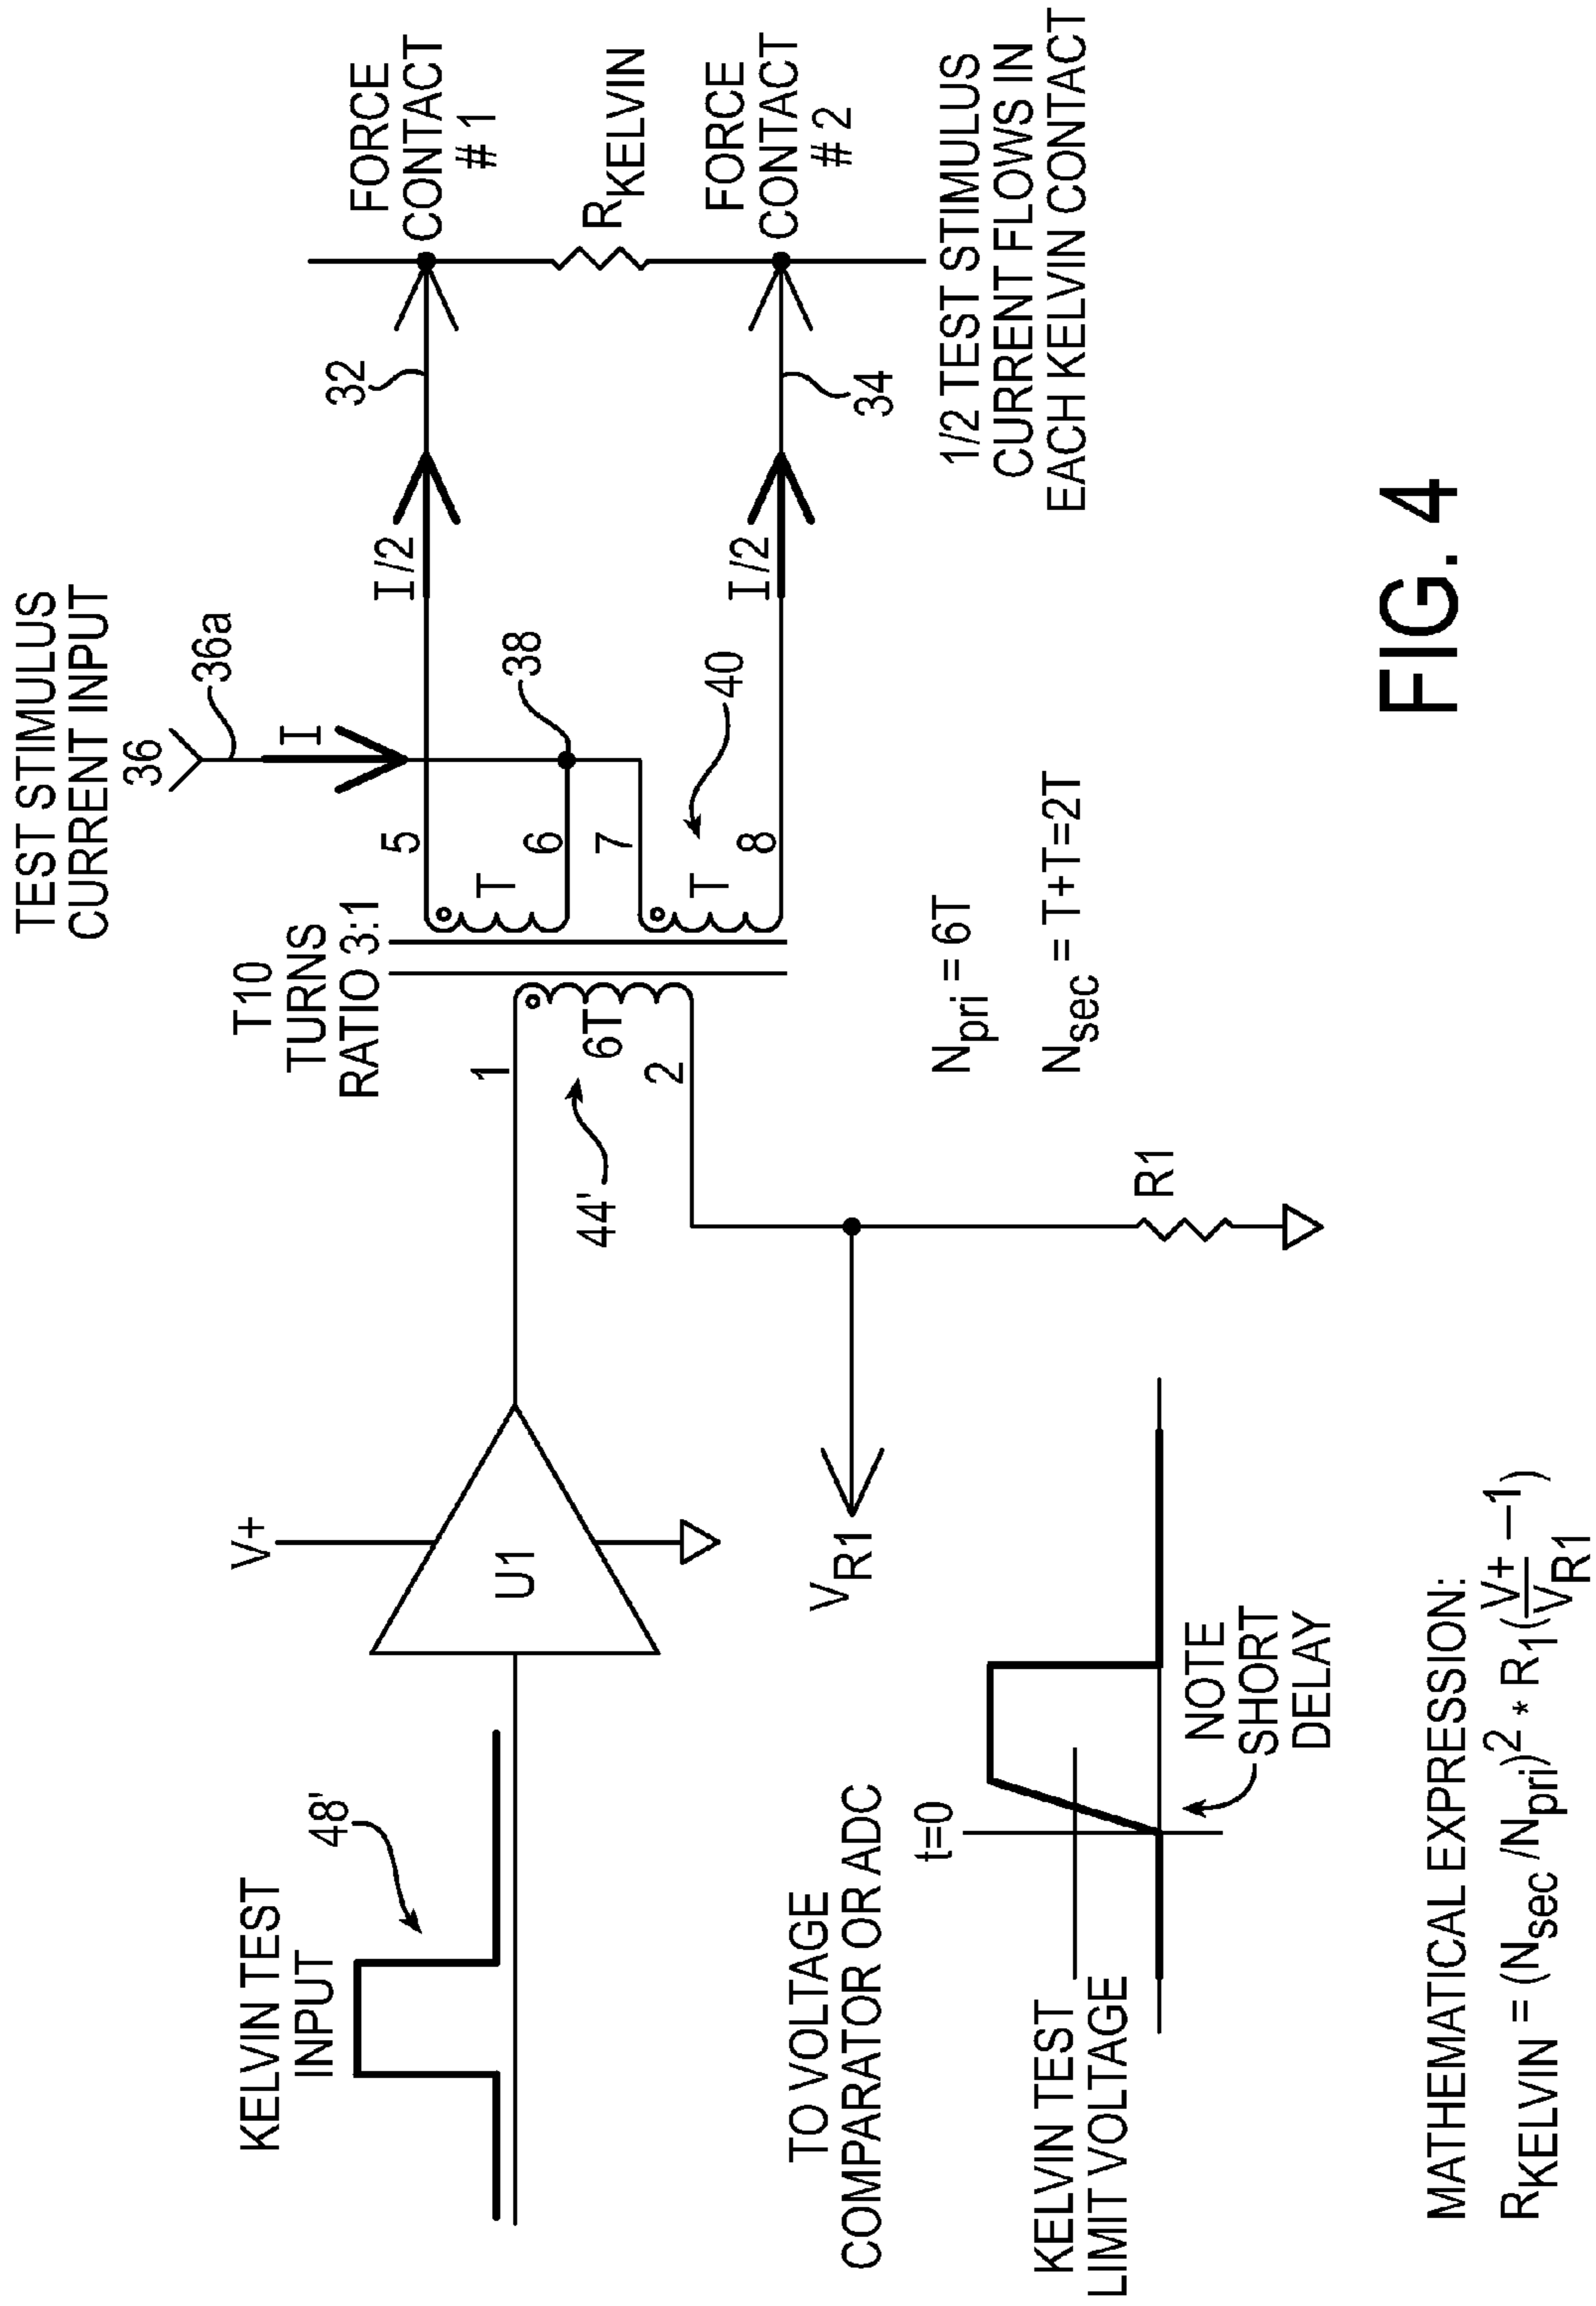 TEST STIMULUS
CURRENT INPUT
36
36a
I
T10
TURNS
RATIO 3:1
5
T
6
38
7
T
8
40
I/2
I/2
32
34
FORCE
CONTACT
# 1
RKELVIN
FORCE
CONTACT
# 2
1/2 TEST STIMULUS
CURRENT FLOWS IN
EACH KELVIN CONTACT
KELVIN TEST
INPUT
48'
V+
U1
1
6T
2
44'
Npri = 6T
Nsec = T+T=2T
R1
VR1
TO VOLTAGE
COMPARATOR OR ADC
t=0
KELVIN TEST
LIMIT VOLTAGE
NOTE
SHORT
DELAY
MATHEMATICAL EXPRESSION:
RKELVIN = (Nsec /Npri)2 * R1(V+/VR1 −1)
FIG. 4